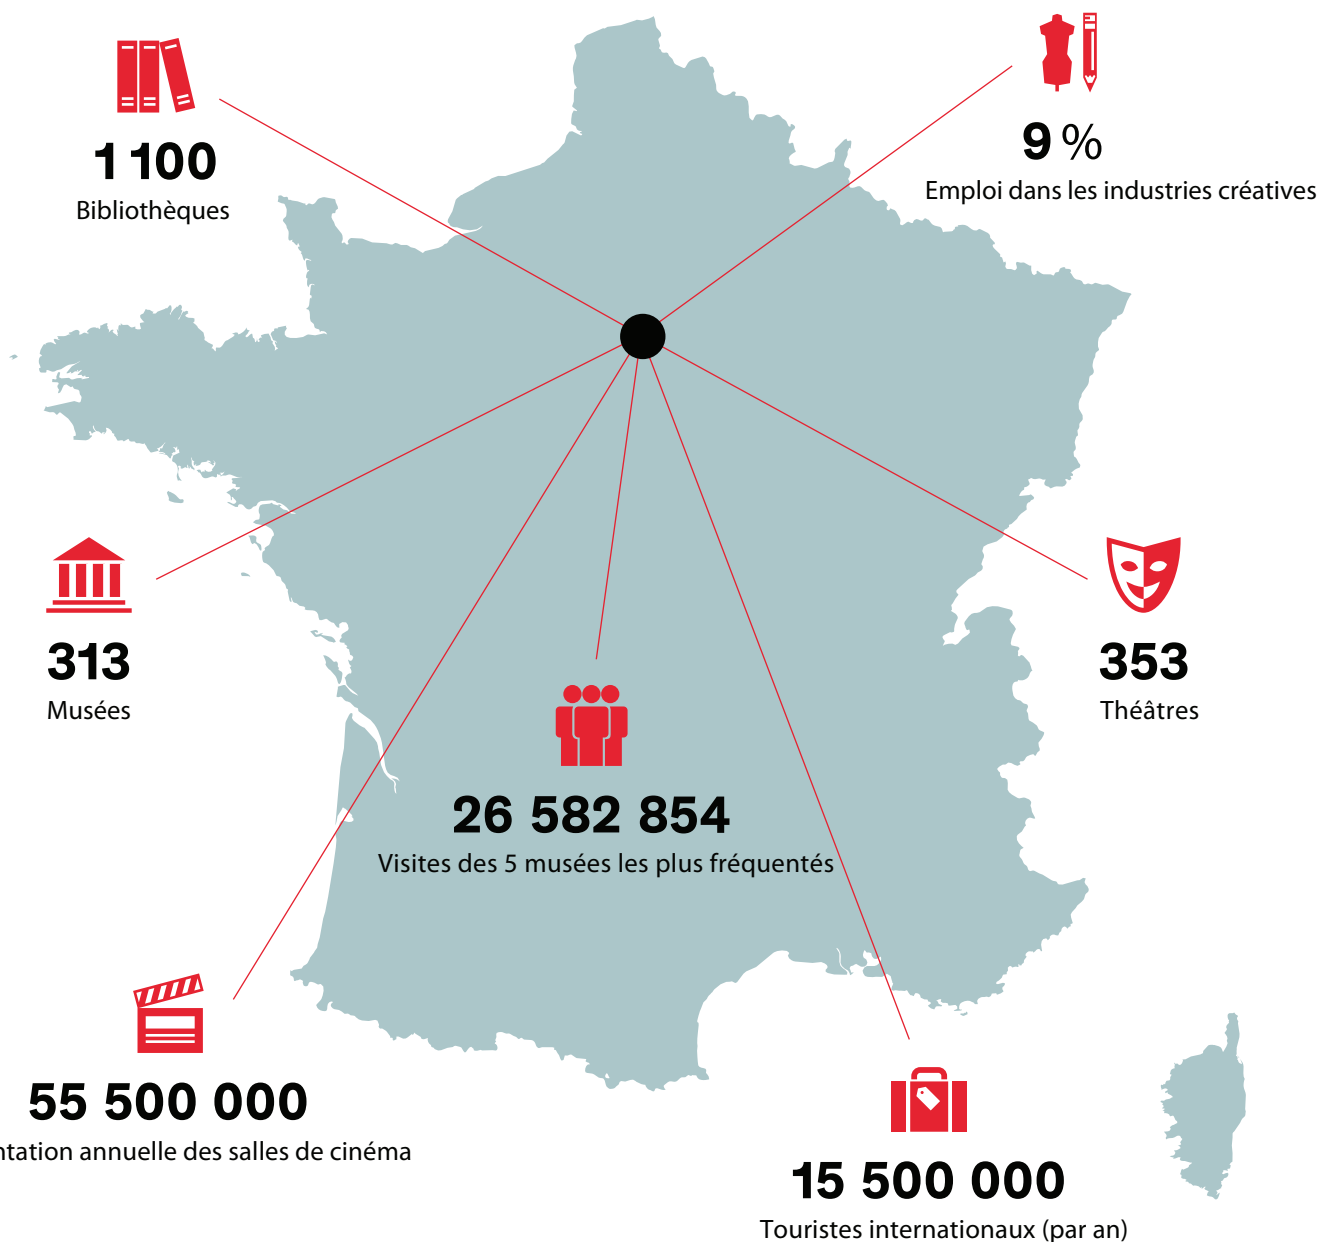 1 100
Bibliothèques
9 %
Emploi dans les industries créatives
313
Musées
353
Théâtres
26 582 854
Visites des 5 musées les plus fréquentés
55 500 000
annuelle des salles de cinéma
15 500 000
Touristes internationaux (par an)